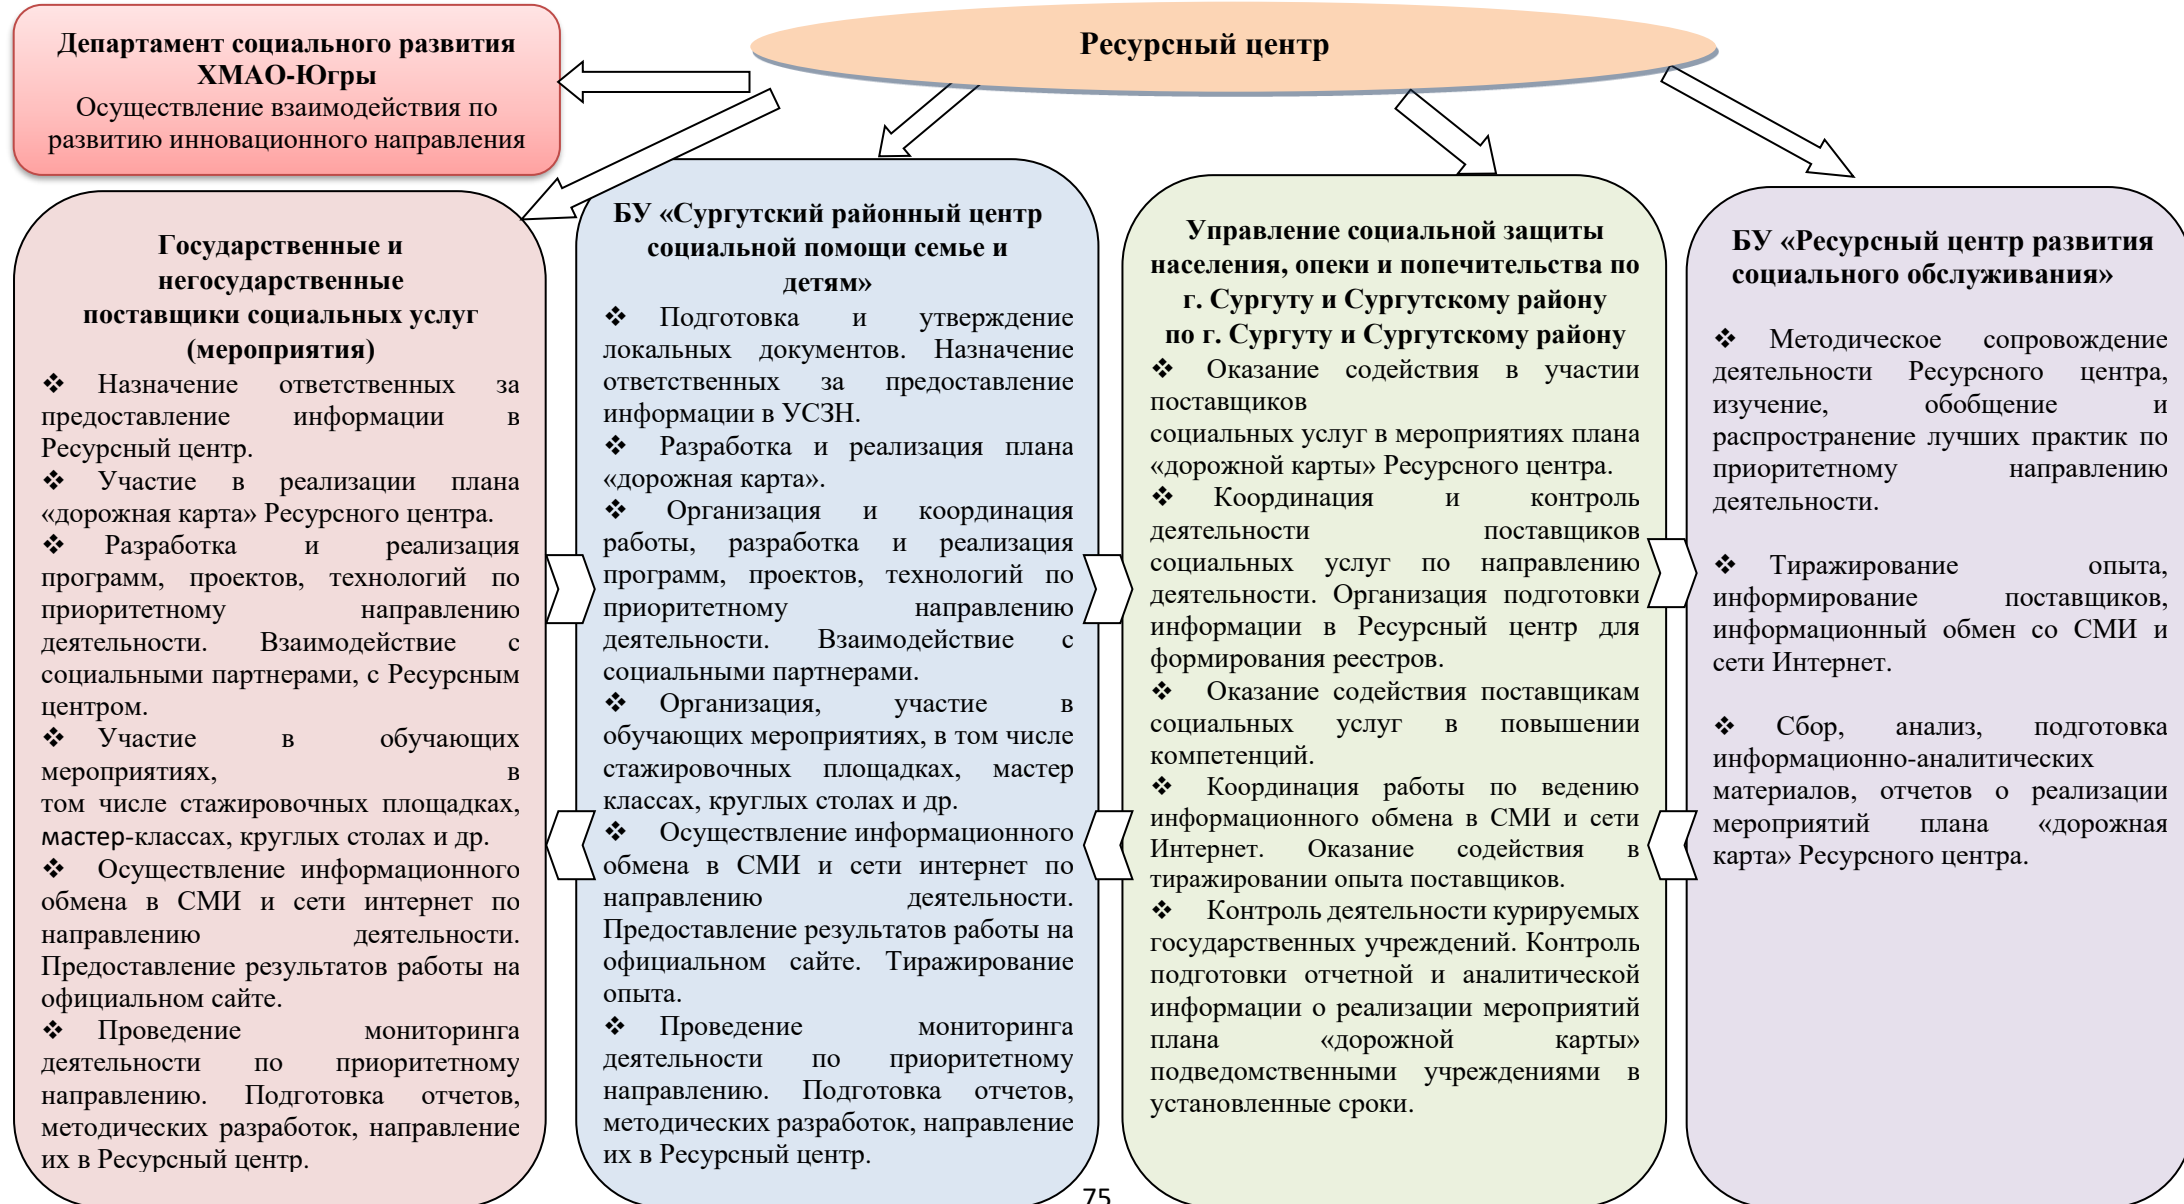 Департамент социального развития
ХМАО-Югры
Осуществление взаимодействия по
развитию инновационного направления
Ресурсный центр
Государственные и
негосударственные
поставщики социальных услуг
(мероприятия)
❖ Назначение ответственных за
предоставление информации в
Ресурсный центр.
❖ Участие в реализации плана
«дорожная карта» Ресурсного центра.
❖ Разработка и реализация
программ, проектов, технологий по
приоритетному направлению
деятельности. Взаимодействие с
социальными партнерами, с Ресурсным
центром.
❖ Участие в обучающих
мероприятиях, в
том числе стажировочных площадках,
мастер-классах, круглых столах и др.
❖ Осуществление информационного
обмена в СМИ и сети интернет по
направлению деятельности.
Предоставление результатов работы на
официальном сайте.
❖ Проведение мониторинга
деятельности по приоритетному
направлению. Подготовка отчетов,
методических разработок, направление
их в Ресурсный центр.
БУ «Сургутский районный центр
социальной помощи семье и
детям»
❖ Подготовка и утверждение
локальных документов. Назначение
ответственных за предоставление
информации в УСЗН.
❖ Разработка и реализация плана
«дорожная карта».
❖ Организация и координация
работы, разработка и реализация
программ, проектов, технологий по
приоритетному направлению
деятельности. Взаимодействие с
социальными партнерами.
❖ Организация, участие в
обучающих мероприятиях, в том числе
стажировочных площадках, мастер
классах, круглых столах и др.
❖ Осуществление информационного
обмена в СМИ и сети интернет по
направлению деятельности.
Предоставление результатов работы на
официальном сайте. Тиражирование
опыта.
❖ Проведение мониторинга
деятельности по приоритетному
направлению. Подготовка отчетов,
методических разработок, направление
их в Ресурсный центр.
Управление социальной защиты
населения, опеки и попечительства по
г. Сургуту и Сургутскому району
по г. Сургуту и Сургутскому району
❖ Оказание содействия в участии
поставщиков
социальных услуг в мероприятиях плана
«дорожной карты» Ресурсного центра.
❖ Координация и контроль
деятельности поставщиков
социальных услуг по направлению
деятельности. Организация подготовки
информации в Ресурсный центр для
формирования реестров.
❖ Оказание содействия поставщикам
социальных услуг в повышении
компетенций.
❖ Координация работы по ведению
информационного обмена в СМИ и сети
Интернет. Оказание содействия в
тиражировании опыта поставщиков.
❖ Контроль деятельности курируемых
государственных учреждений. Контроль
подготовки отчетной и аналитической
информации о реализации мероприятий
плана «дорожной карты»
подведомственными учреждениями в
установленные сроки.
БУ «Ресурсный центр развития
социального обслуживания»
❖ Методическое сопровождение
деятельности Ресурсного центра,
изучение, обобщение и
распространение лучших практик по
приоритетному направлению
деятельности.
❖ Тиражирование опыта,
информирование поставщиков,
информационный обмен со СМИ и
сети Интернет.
❖ Сбор, анализ, подготовка
информационно-аналитических
материалов, отчетов о реализации
мероприятий плана «дорожная
карта» Ресурсного центра.
75